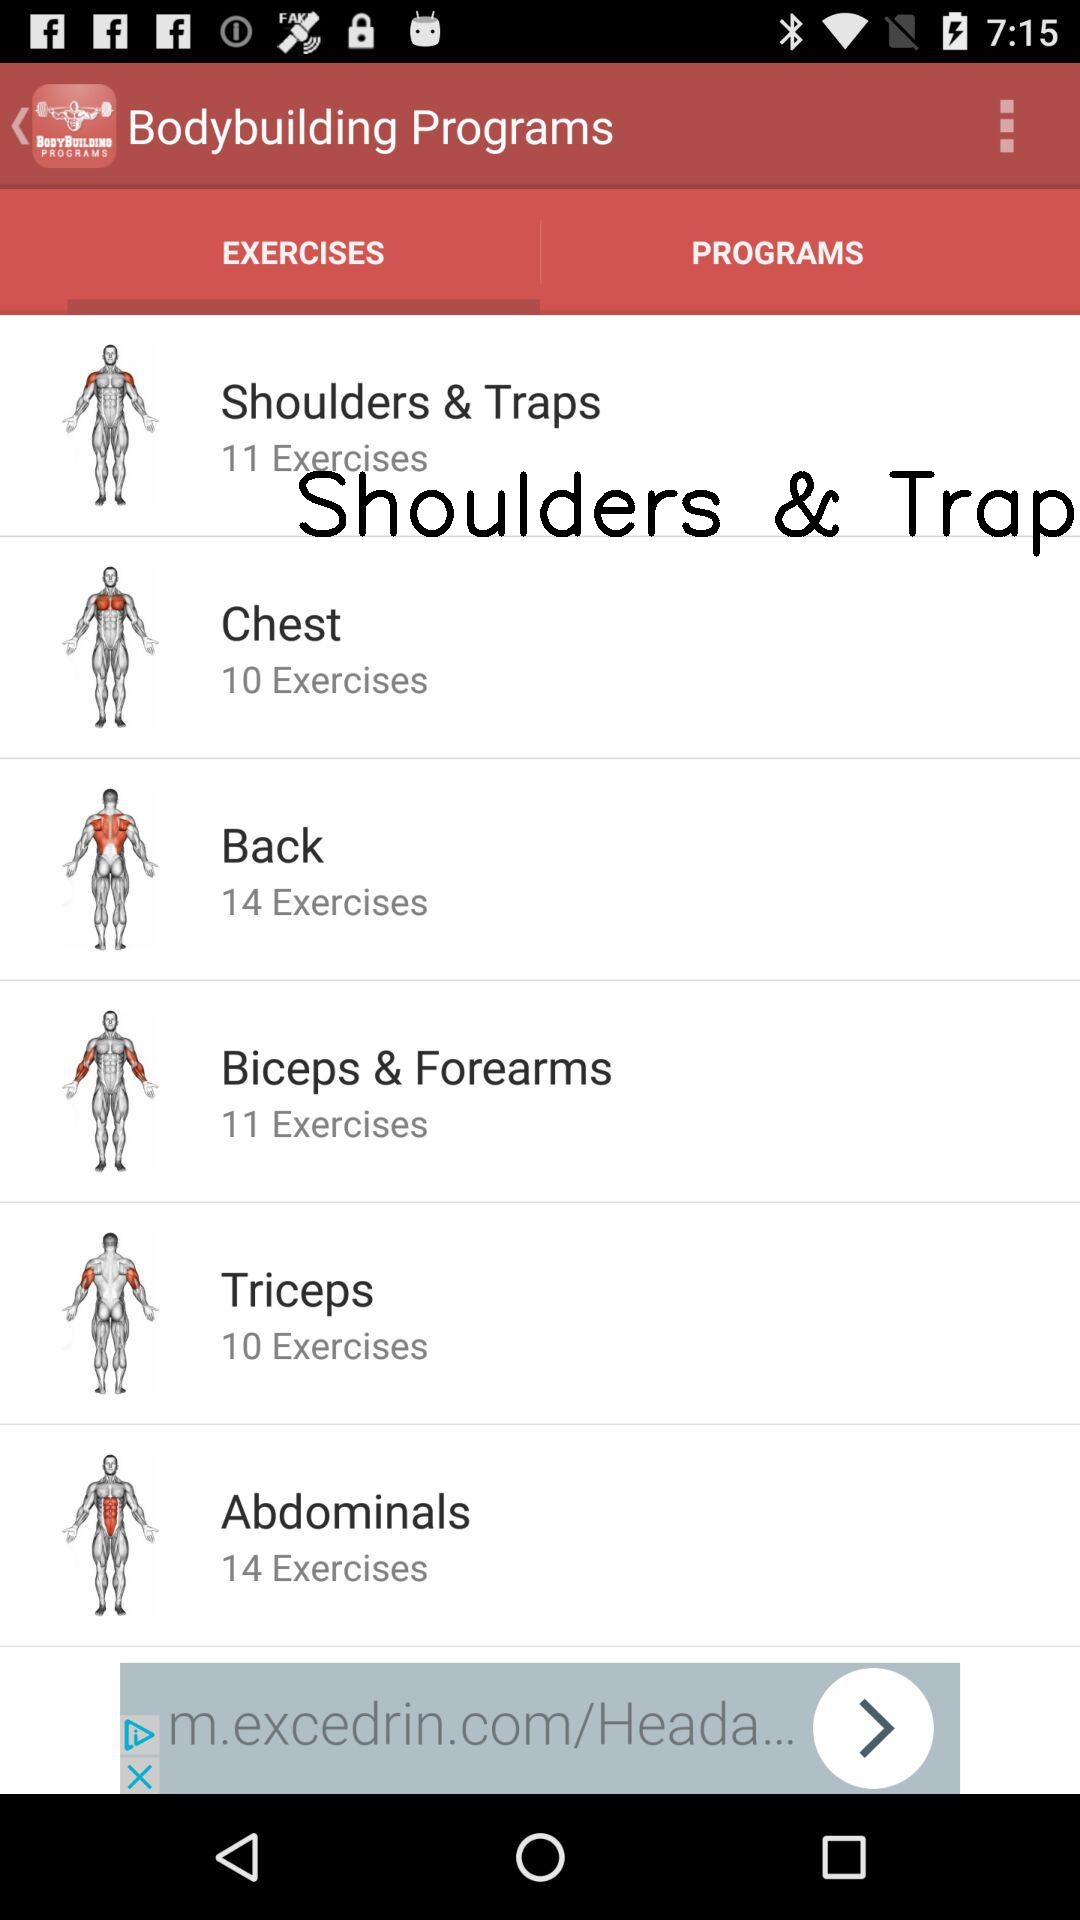 FAKE
7:15
BODYBUILDING
PROGRAMS
Bodybuilding Programs
EXERCISES
PROGRAMS
Shoulders & Traps
11 Exercises
Shoulders & Trap
Chest
10 Exercises
Back
14 Exercises
Biceps & Forearms
11 Exercises
Triceps
10 Exercises
Abdominals
14 Exercises
m.excedrin.com/Heada...